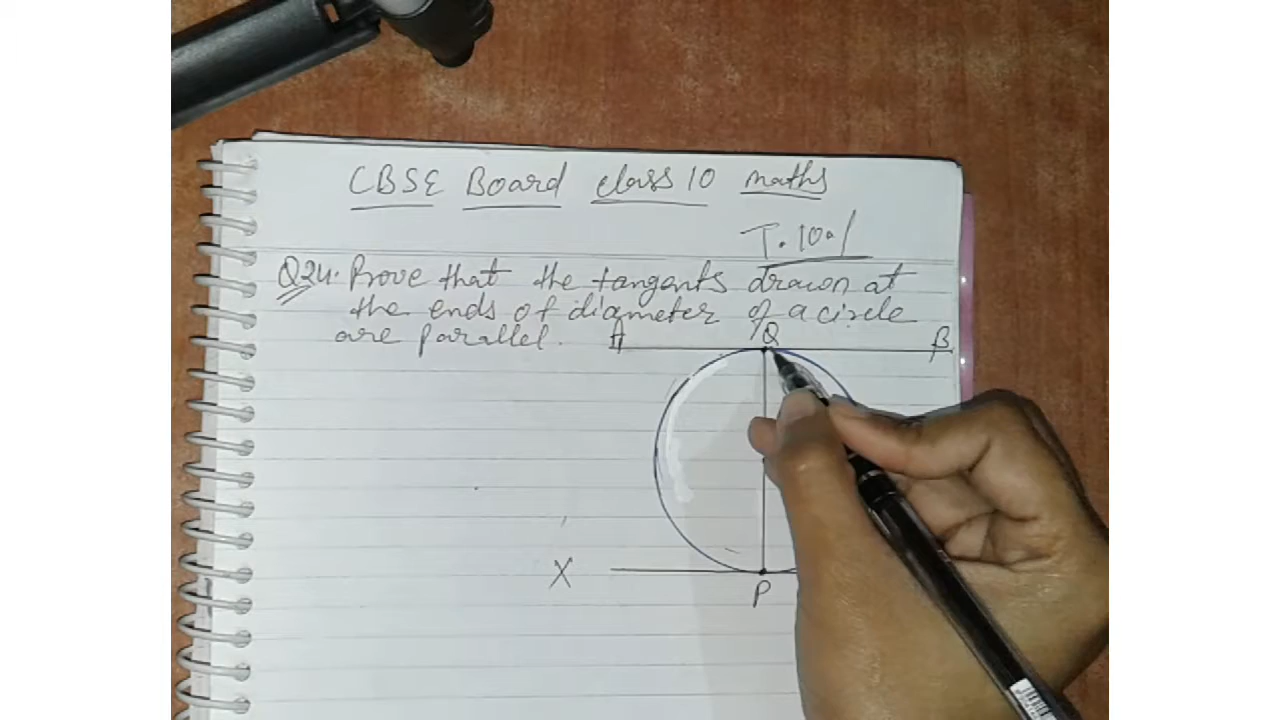 CBSE Board class 10 maths
T. 10.1
Q24. Prove that the tangents drawn at
the ends of diameter of a circle
are parallel.
A Q B
X
P